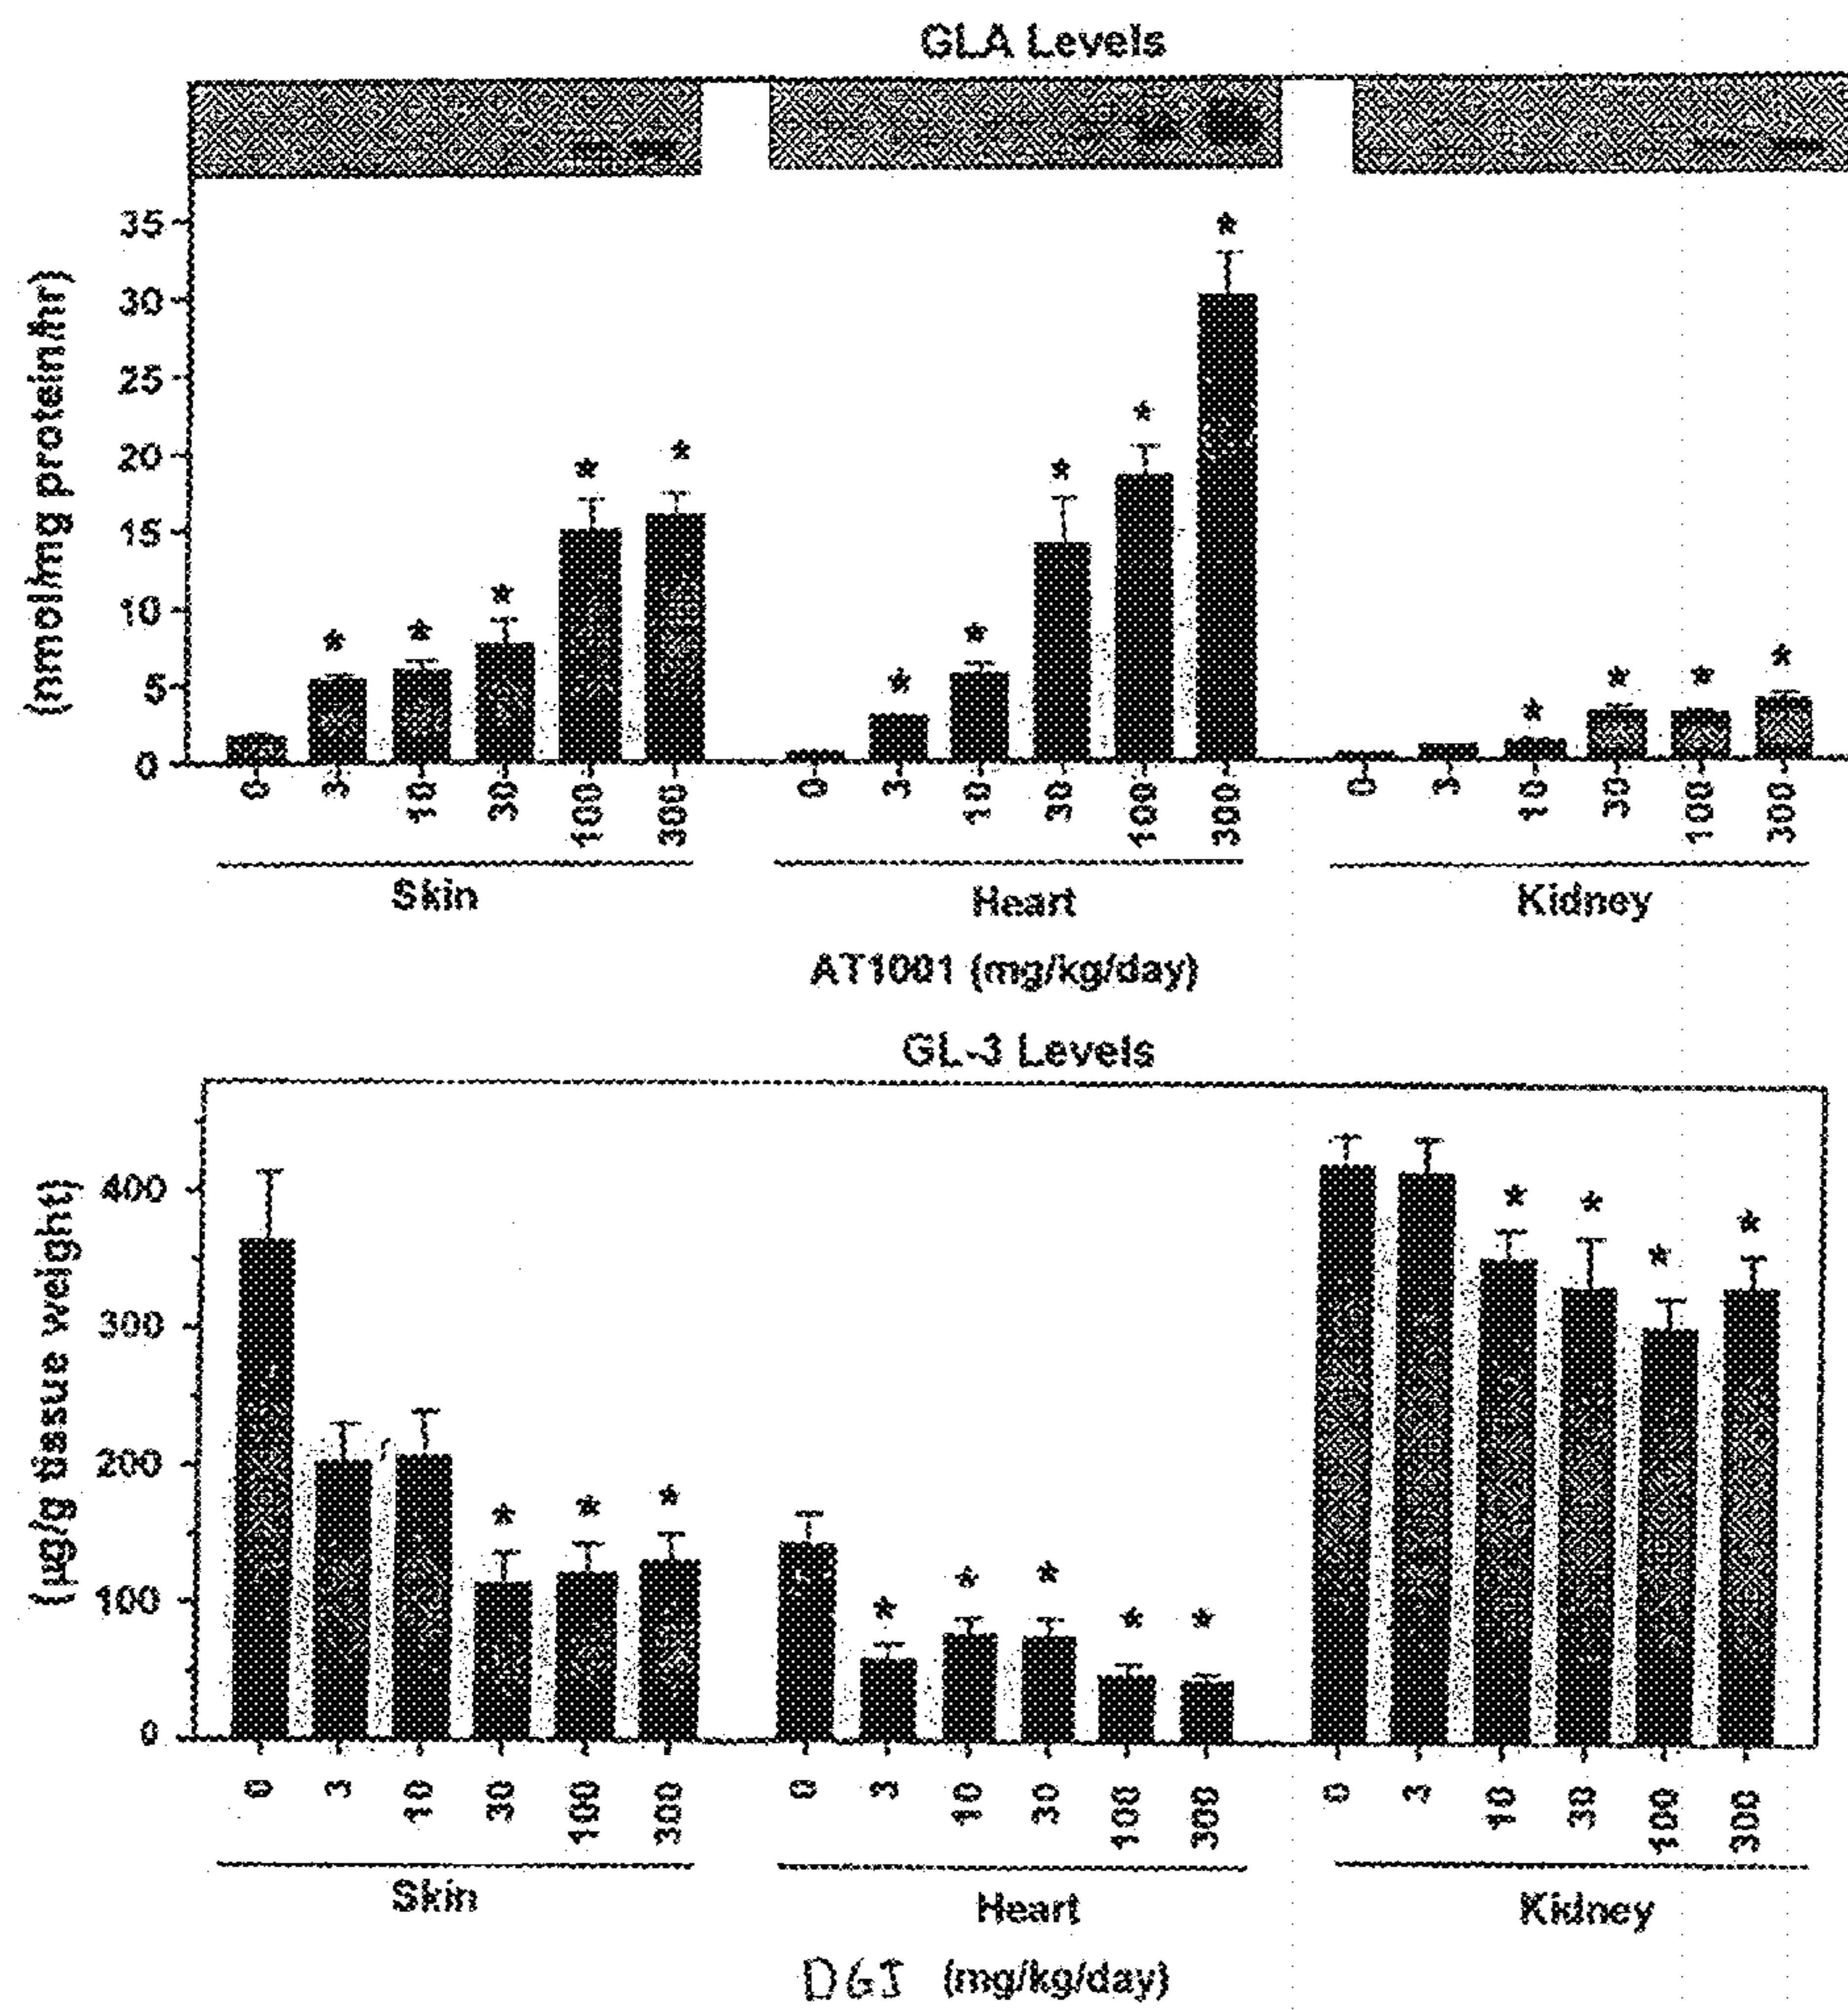 GLA Levels
(nmol/mg protein/hr)
35
30
25
20
15
10
5
0
* * * * *
* * * * *
* * * *
0 3 10 30 100 300
0 3 10 30 100 300
0 3 10 30 100 300
Skin Heart Kidney
AT1001 (mg/kg/day)
GL-3 Levels
(µg/g tissue weight)
400
300
200
100
0
* * *
* * * * *
* * * *
0 3 10 30 100 300
0 3 10 30 100 300
0 3 10 30 100 300
Skin Heart Kidney
DGJ (mg/kg/day)